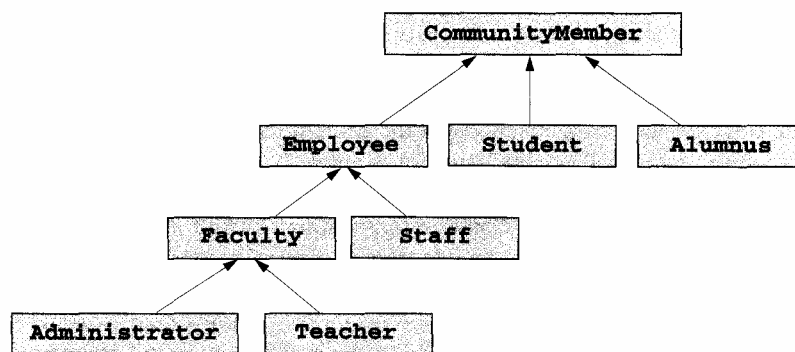 CommunityMember
Employee Student Alumnus
Faculty Staff
Administrator Teacher